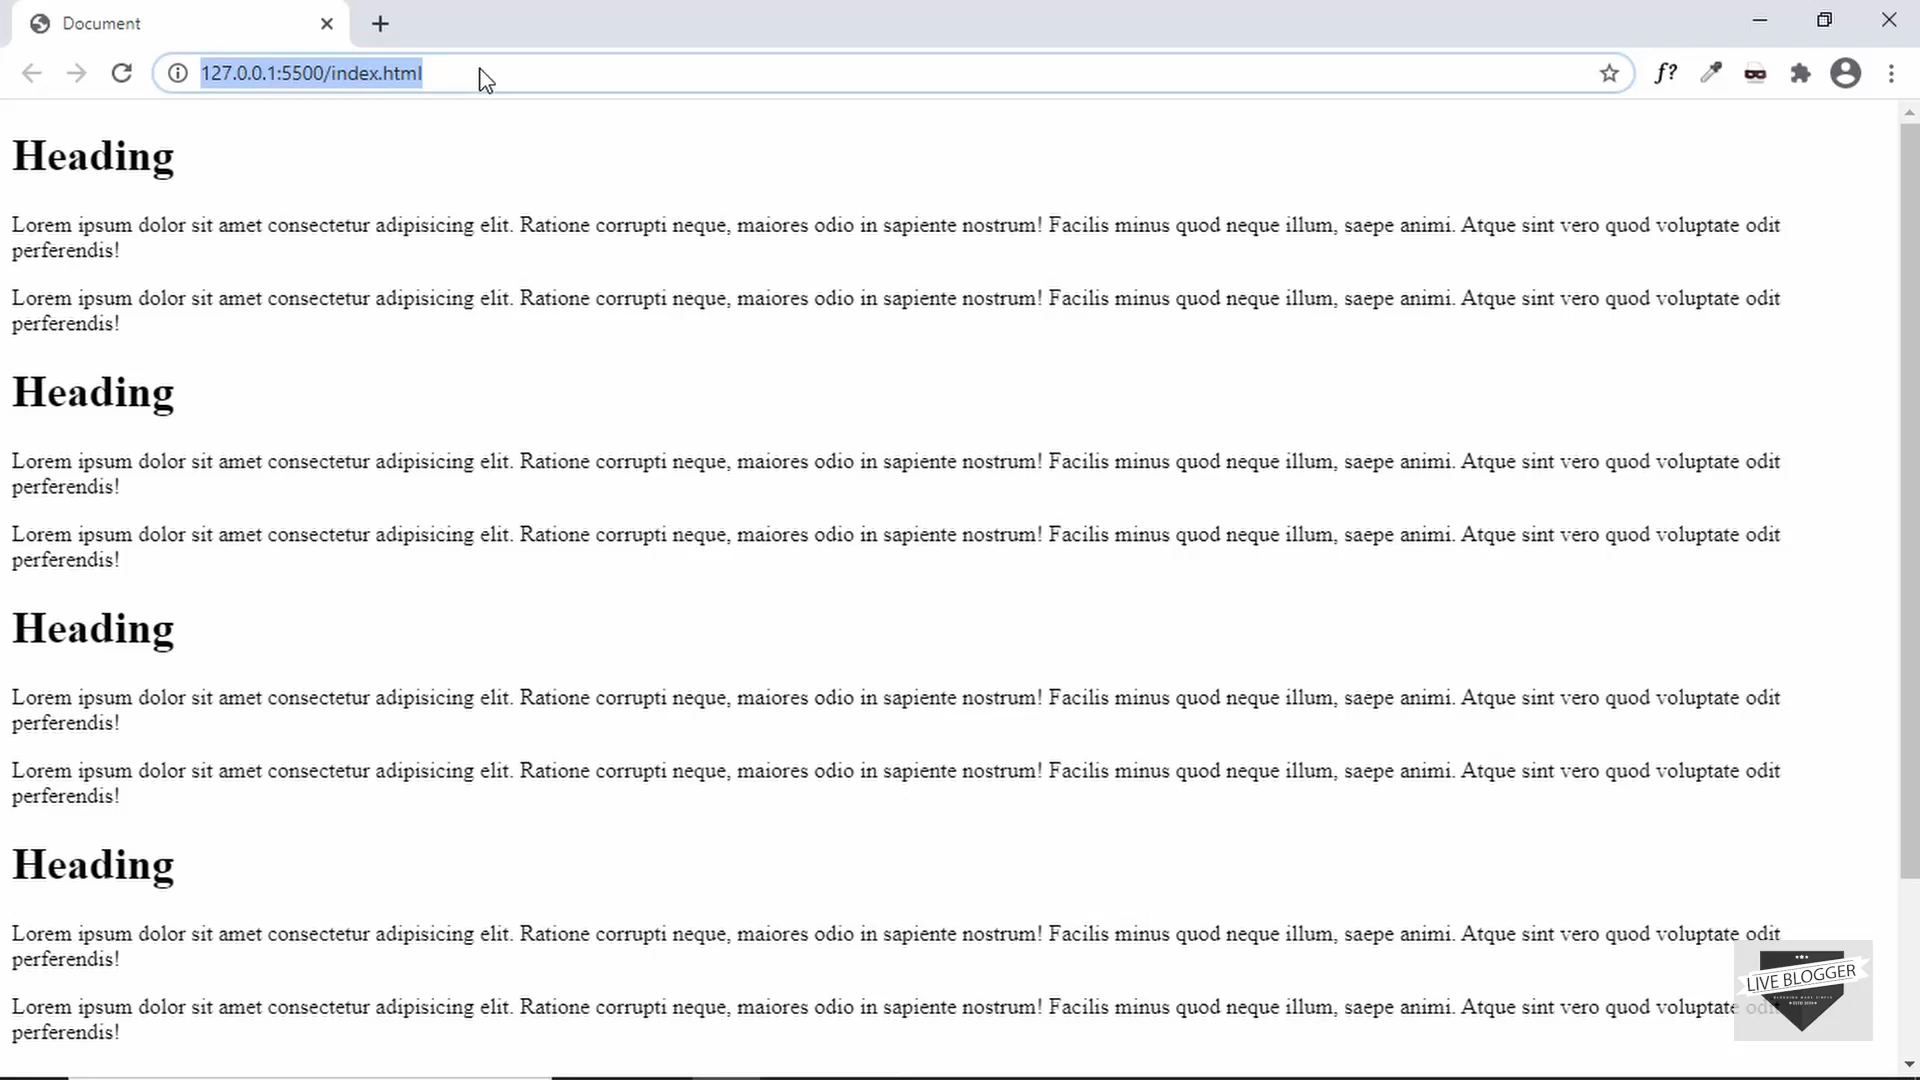 Document
127.0.0.1:5500/index.html
f?
Heading
Lorem ipsum dolor sit amet consectetur adipisicing elit. Ratione corrupti neque, maiores odio in sapiente nostrum! Facilis minus quod neque illum, saepe animi. Atque sint vero quod voluptate odit
perferendis!
Lorem ipsum dolor sit amet consectetur adipisicing elit. Ratione corrupti neque, maiores odio in sapiente nostrum! Facilis minus quod neque illum, saepe animi. Atque sint vero quod voluptate odit
perferendis!
Heading
Lorem ipsum dolor sit amet consectetur adipisicing elit. Ratione corrupti neque, maiores odio in sapiente nostrum! Facilis minus quod neque illum, saepe animi. Atque sint vero quod voluptate odit
perferendis!
Lorem ipsum dolor sit amet consectetur adipisicing elit. Ratione corrupti neque, maiores odio in sapiente nostrum! Facilis minus quod neque illum, saepe animi. Atque sint vero quod voluptate odit
perferendis!
Heading
Lorem ipsum dolor sit amet consectetur adipisicing elit. Ratione corrupti neque, maiores odio in sapiente nostrum! Facilis minus quod neque illum, saepe animi. Atque sint vero quod voluptate odit
perferendis!
Lorem ipsum dolor sit amet consectetur adipisicing elit. Ratione corrupti neque, maiores odio in sapiente nostrum! Facilis minus quod neque illum, saepe animi. Atque sint vero quod voluptate odit
perferendis!
Heading
Lorem ipsum dolor sit amet consectetur adipisicing elit. Ratione corrupti neque, maiores odio in sapiente nostrum! Facilis minus quod neque illum, saepe animi. Atque sint vero quod voluptate odit
perferendis!
Lorem ipsum dolor sit amet consectetur adipisicing elit. Ratione corrupti neque, maiores odio in sapiente nostrum! Facilis minus quod neque illum, saepe animi. Atque sint vero quod voluptate odit
perferendis!
LIVE BLOGGER